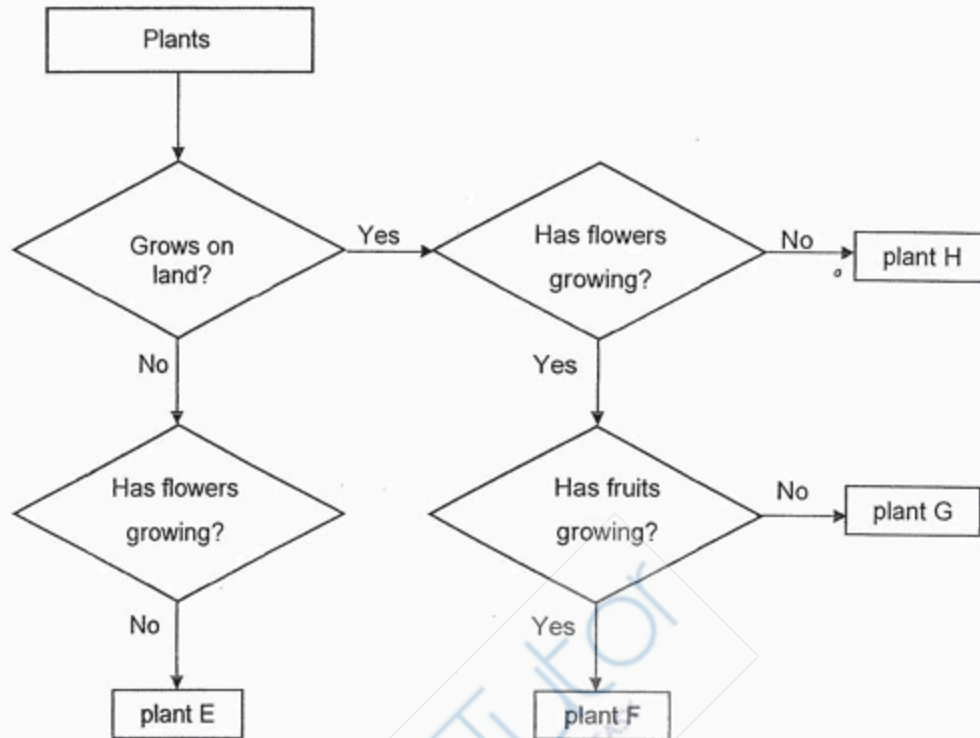 Plants
Grows on
land?
Yes
Has flowers
growing?
No
plant H
No
Yes
Has flowers
growing?
Has fruits
growing?
No
plant G
No
Yes
plant E
plant F
Tutor